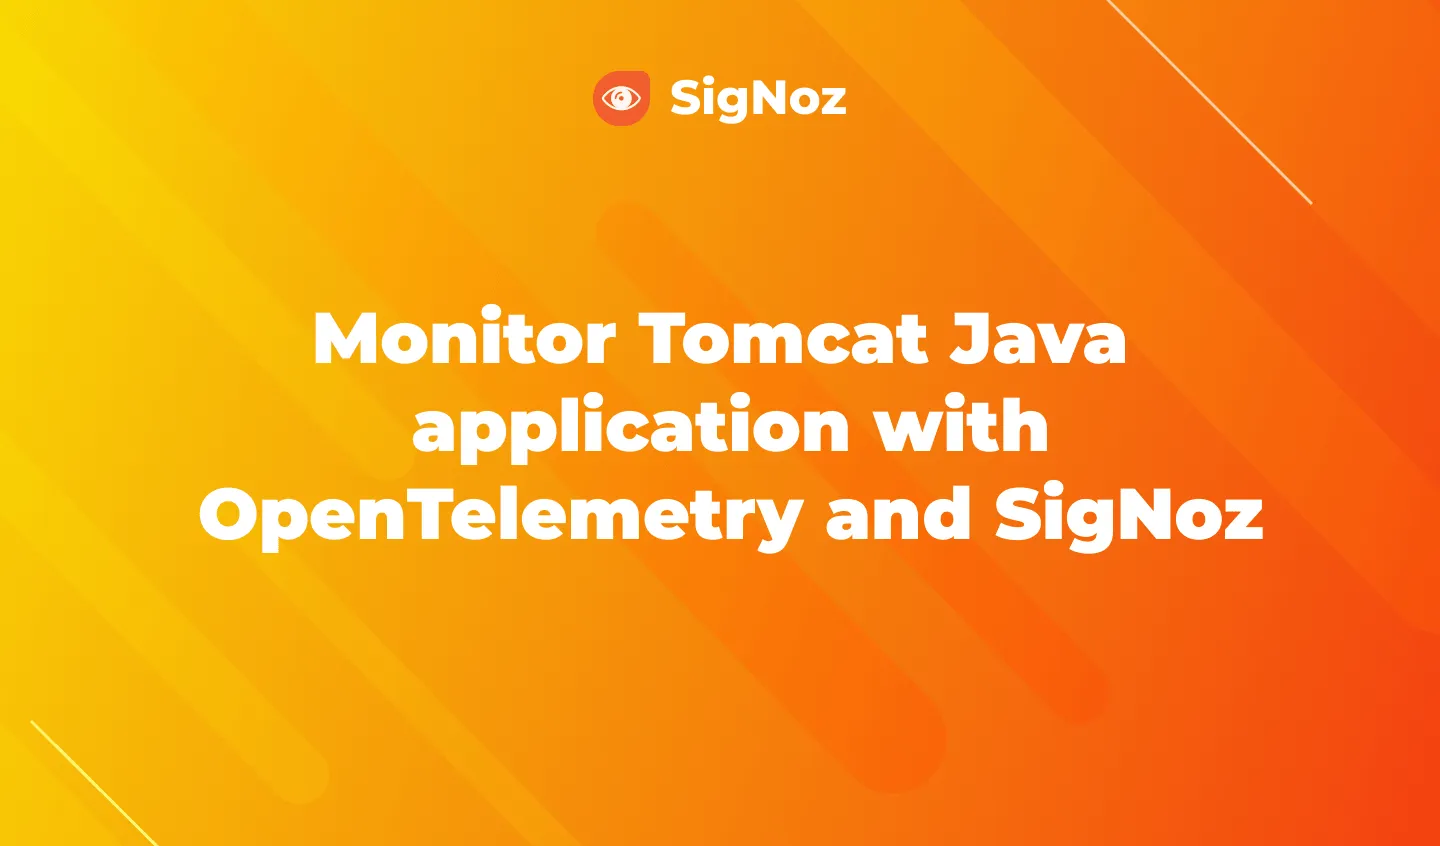 SigNoz
Monitor Tomcat Java
application with
OpenTelemetry and SigNoz